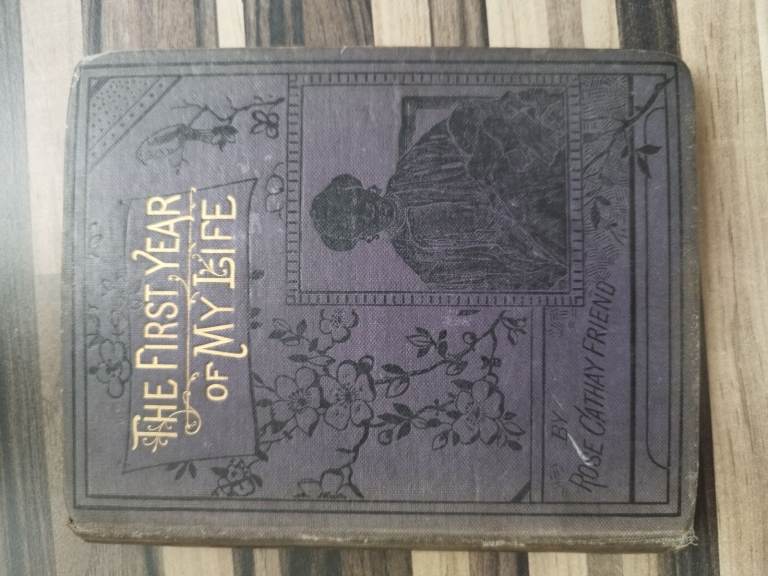 THE FIRST YEAR
OF MY LIFE
BY
ROSE CATHAY FRIEND